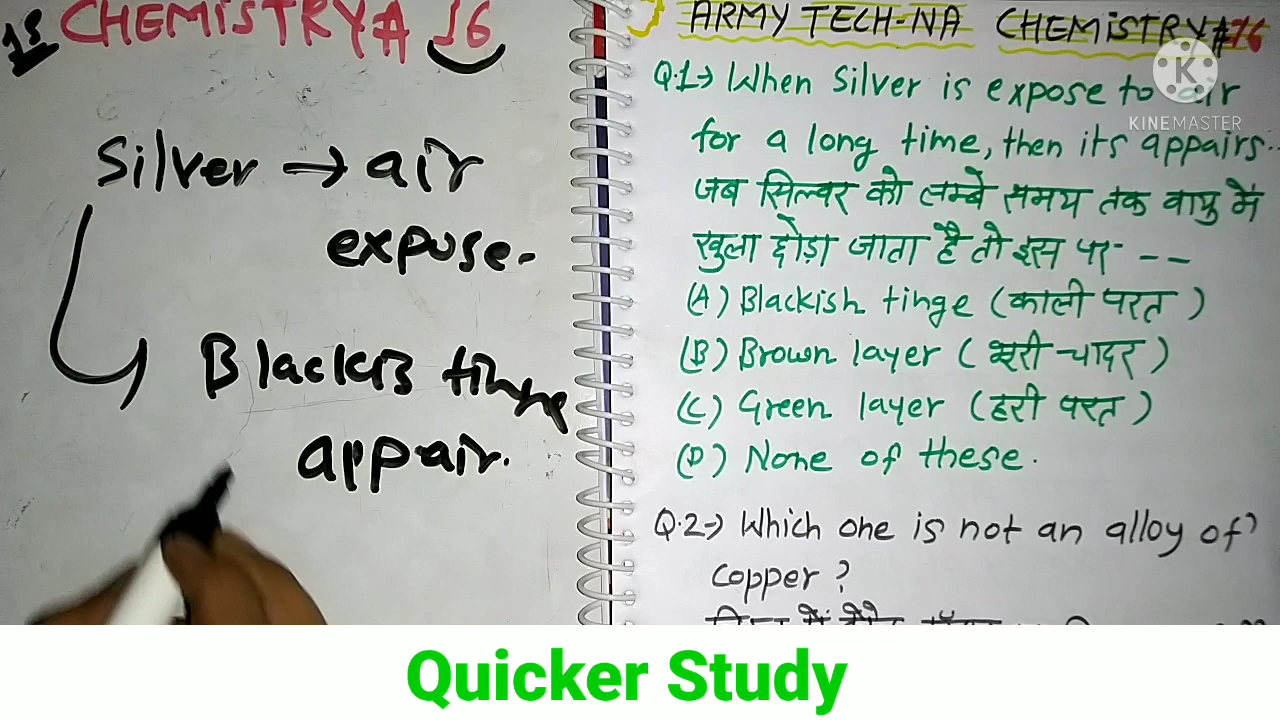 18 CHEMISTRY# 16
Silver → air
expose.
Blackis tinge
appair.
ARMY TECH-NA CHEMISTRY#16
Q.1→ When Silver is expose to air
for a long time, then its appairs..
जब सिल्वर को लम्बे समय तक वायु में
खुला छोड़ा जाता है तो इस पर --
(A) Blackish tinge (काली परत)
(B) Brown layer (भूरी चादर)
(C) Green layer (हरी परत)
(D) None of these.
Q.2→ Which one is not an alloy of
Copper?
K
KINEMASTER
Quicker Study